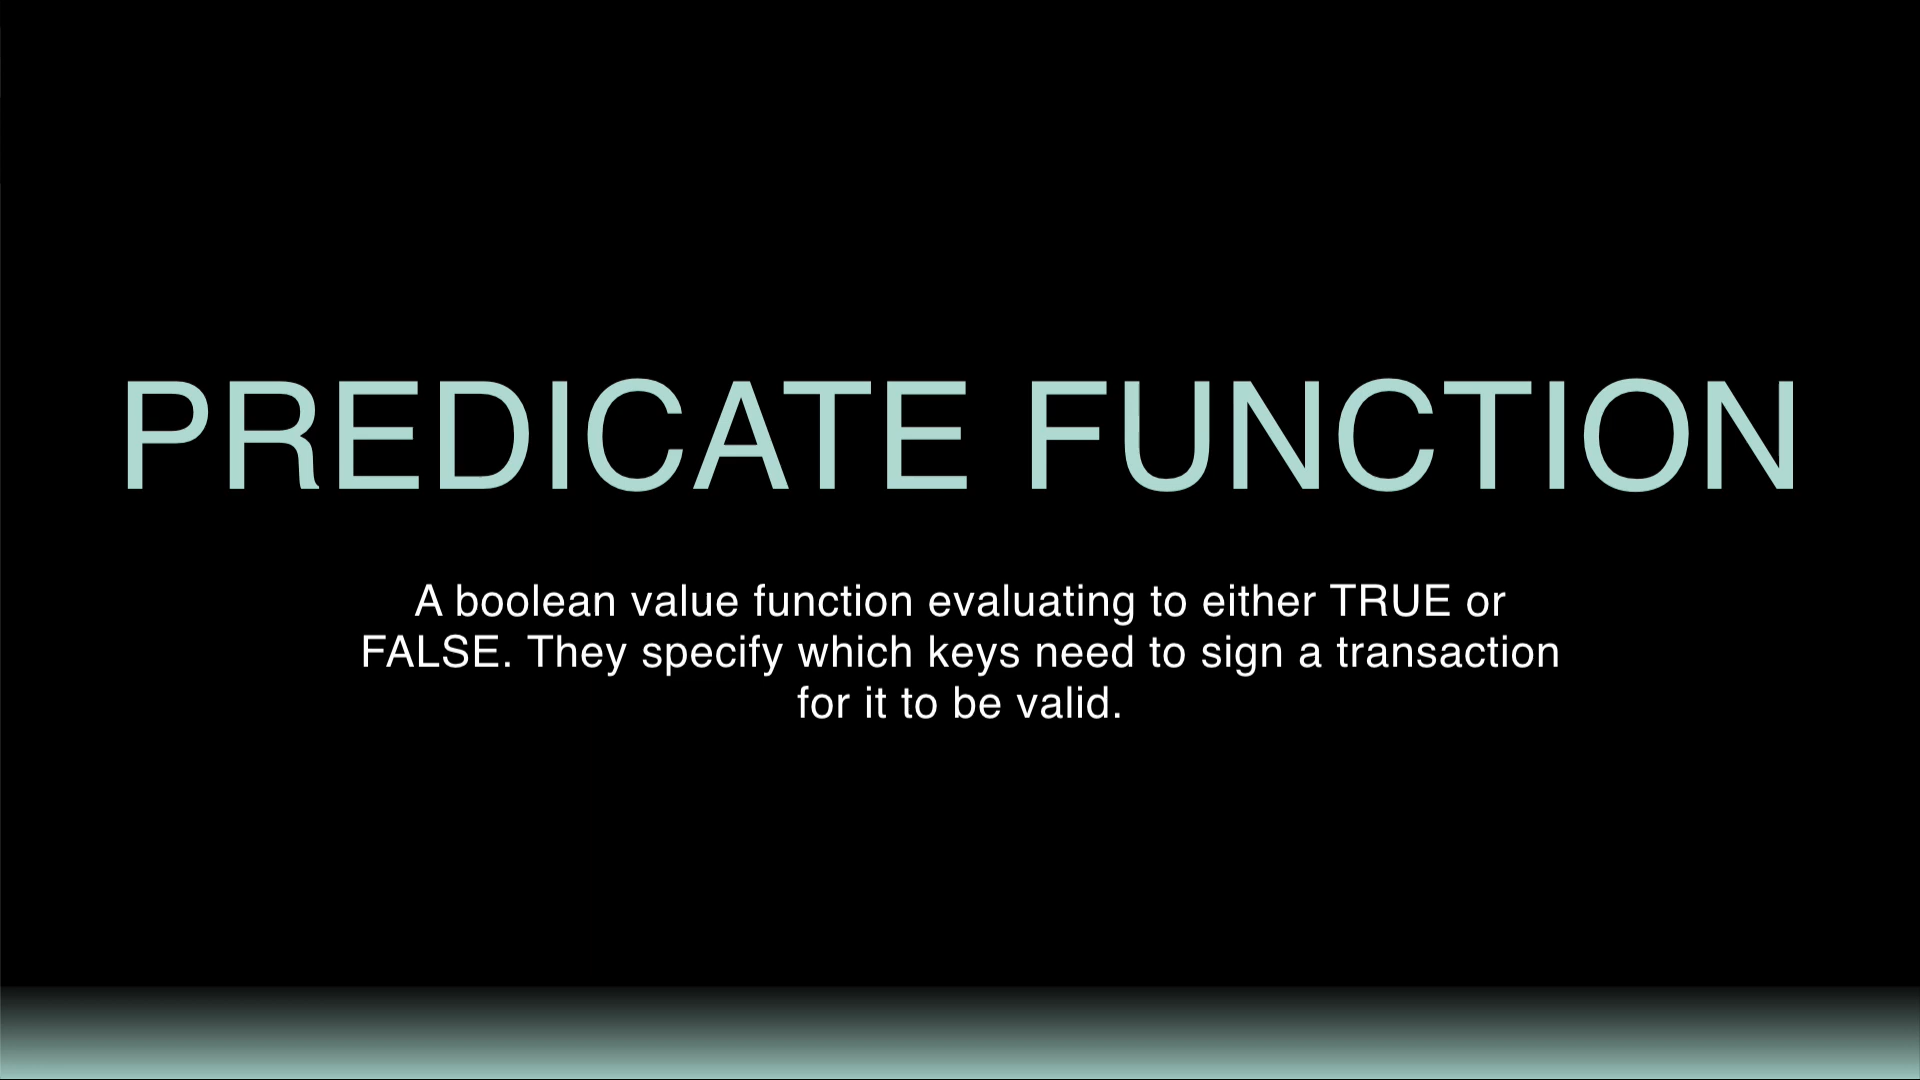 PREDICATE FUNCTION
A boolean value function evaluating to either TRUE or
FALSE. They specify which keys need to sign a transaction
for it to be valid.